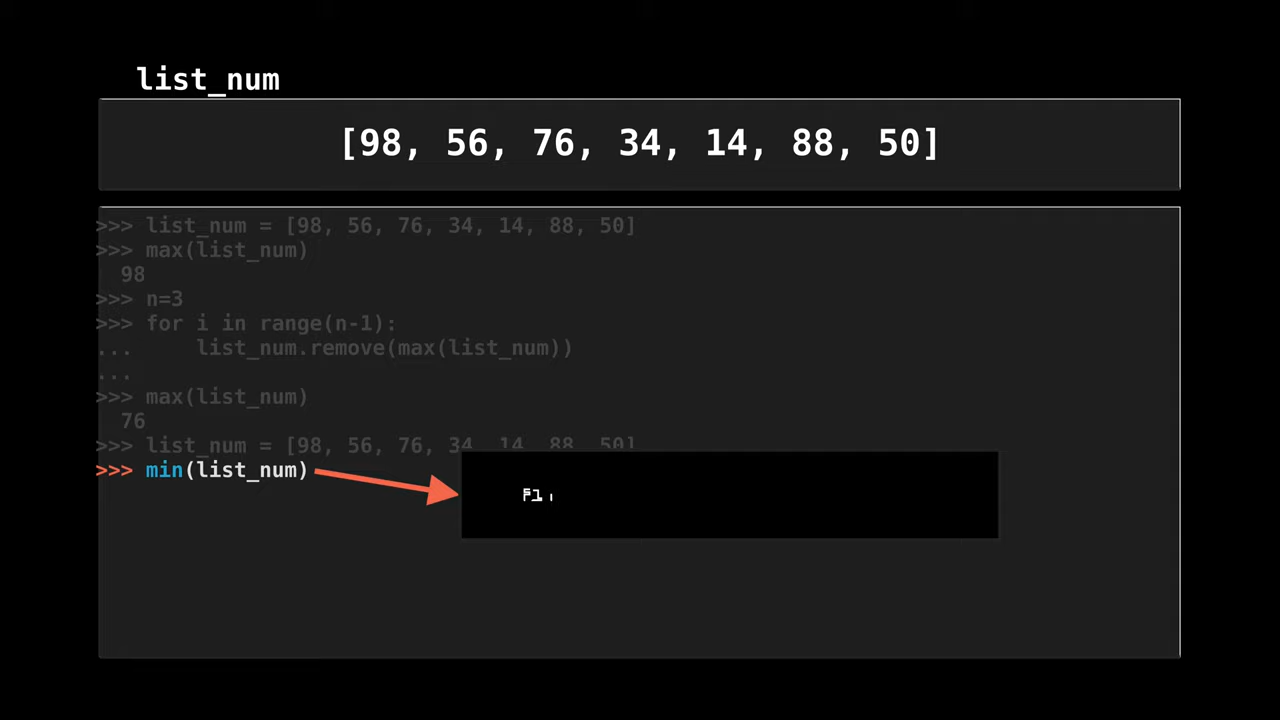 list_num
[98, 56, 76, 34, 14, 88, 50]
>>> list_num = [98, 56, 76, 34, 14, 88, 50]
>>> max(list_num)
98
>>> n=3
>>> for i in range(n-1):
...     list_num.remove(max(list_num))
...
>>> max(list_num)
76
>>> list_num = [98, 56, 76, 34, 14, 88, 50]
>>> min(list_num)